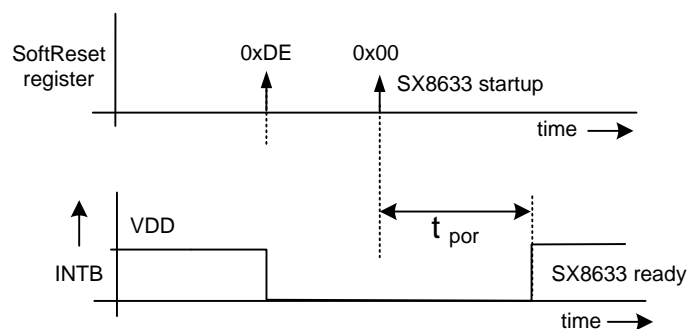 SoftReset
register
0xDE
0x00
SX8633 startup
time
VDD
t por
INTB
SX8633 ready
time